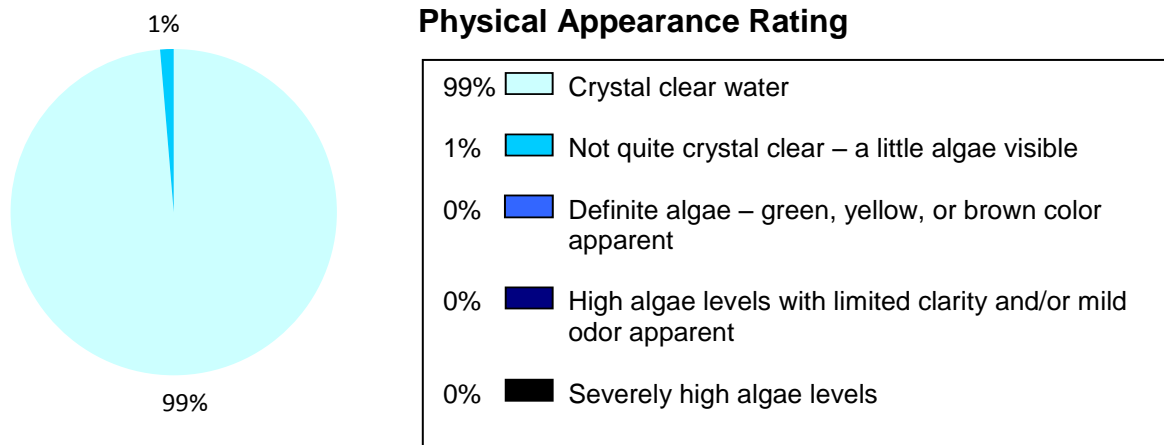 1%
99%
Physical Appearance Rating
99% Crystal clear water
1% Not quite crystal clear – a little algae visible
0% Definite algae – green, yellow, or brown color
apparent
0% High algae levels with limited clarity and/or mild
odor apparent
0% Severely high algae levels